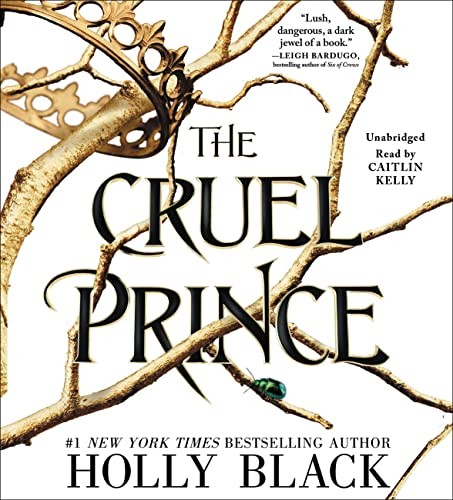 "Lush,
dangerous, a dark
jewel of a book."
—LEIGH BARDUGO,
bestselling author of Six of Crows
Unabridged
Read by
CAITLIN
KELLY
THE
CRUEL
PRINCE
#1 NEW YORK TIMES BESTSELLING AUTHOR
HOLLY BLACK